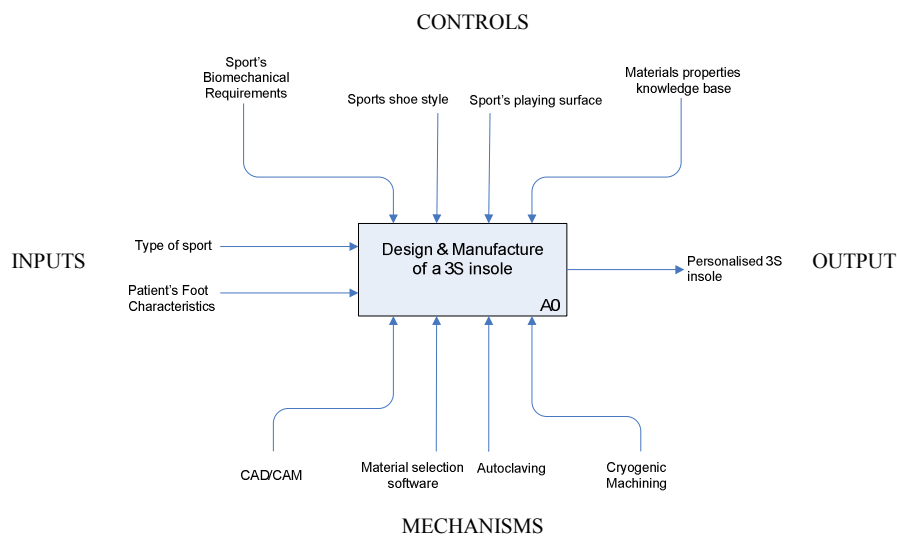 CONTROLS
Sport's
Biomechanical
Requirements
Sports shoe style
Sport's playing surface
Materials properties
knowledge base
INPUTS
Type of sport
Patient's Foot
Characteristics
Design & Manufacture
of a 3S insole
A0
Personalised 3S
insole
OUTPUT
CAD/CAM
Material selection
software
Autoclaving
Cryogenic
Machining
MECHANISMS